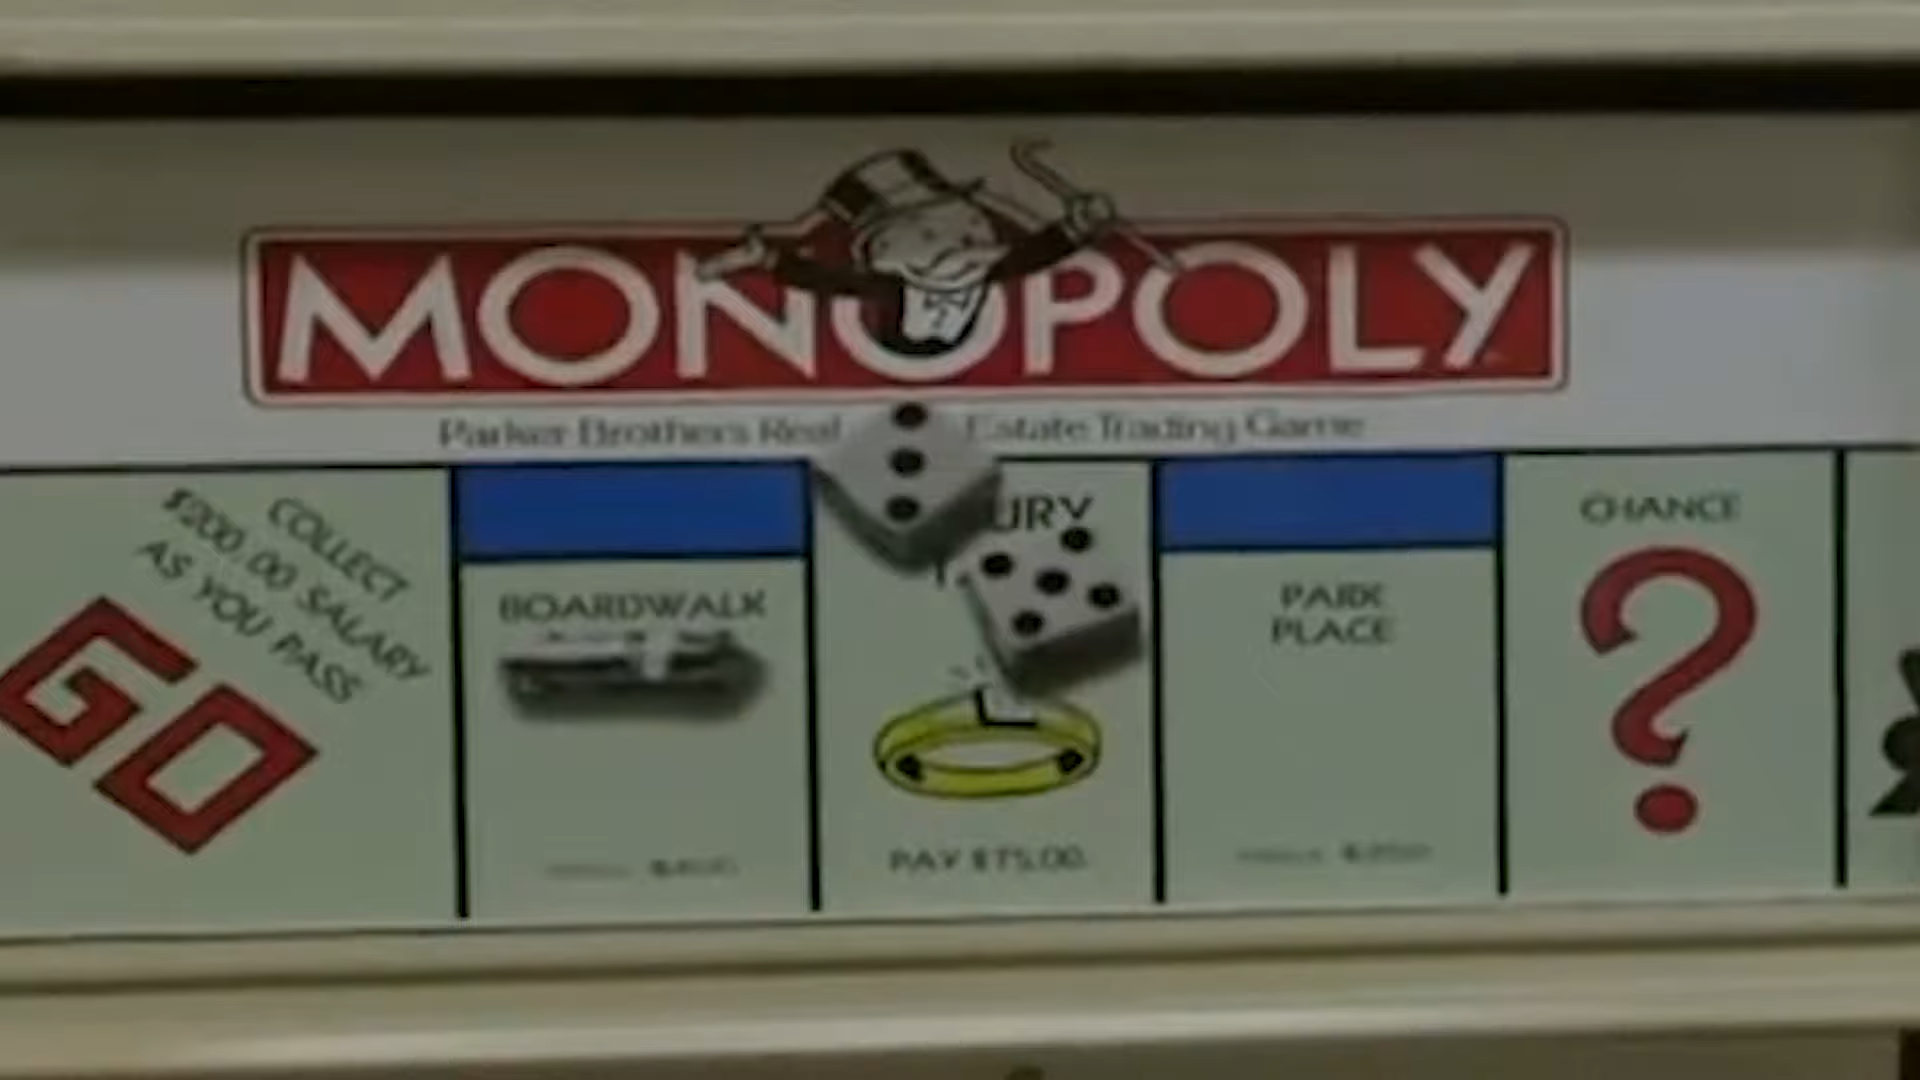 MONOPOLY
Parker Brothers Real Estate Trading Game
COLLECT
$200.00 SALARY
AS YOU PASS
GO
BOARDWALK
URY
PAY $75.00
PARK
PLACE
CHANCE
?